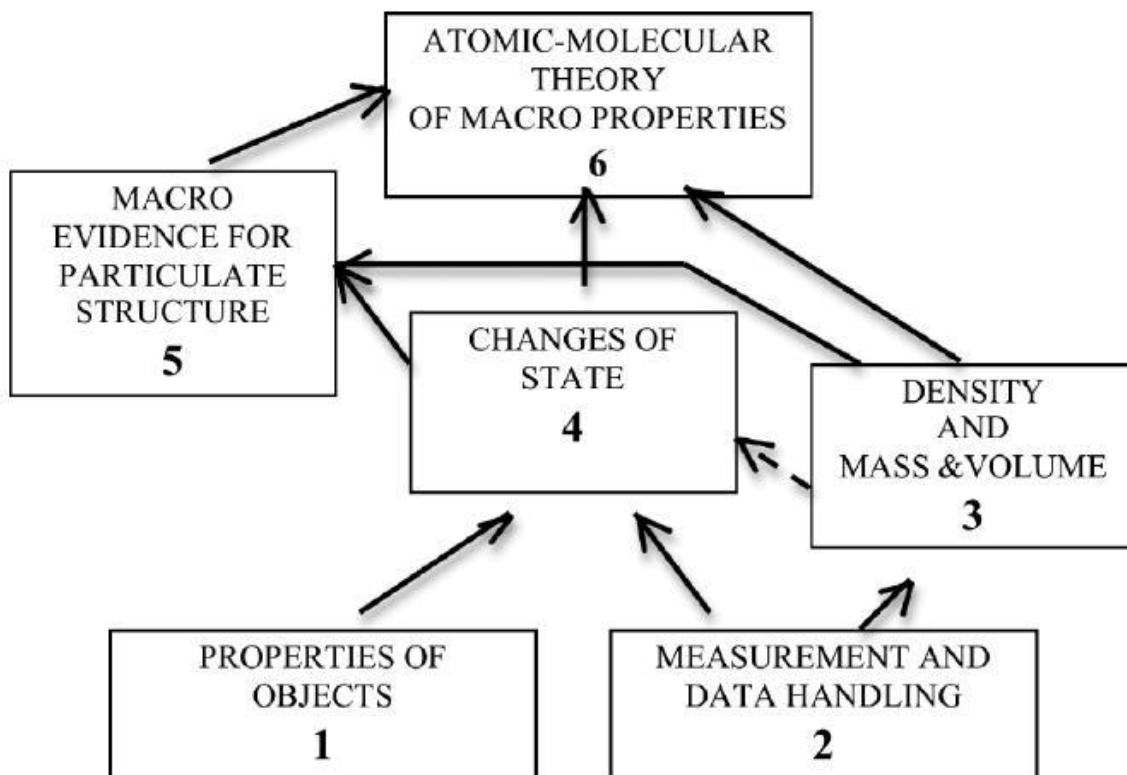 ATOMIC-MOLECULAR
THEORY
OF MACRO PROPERTIES
6
MACRO
EVIDENCE FOR
PARTICULATE
STRUCTURE
5
CHANGES OF
STATE
4
DENSITY
AND
MASS &VOLUME
3
PROPERTIES OF
OBJECTS
1
MEASUREMENT AND
DATA HANDLING
2